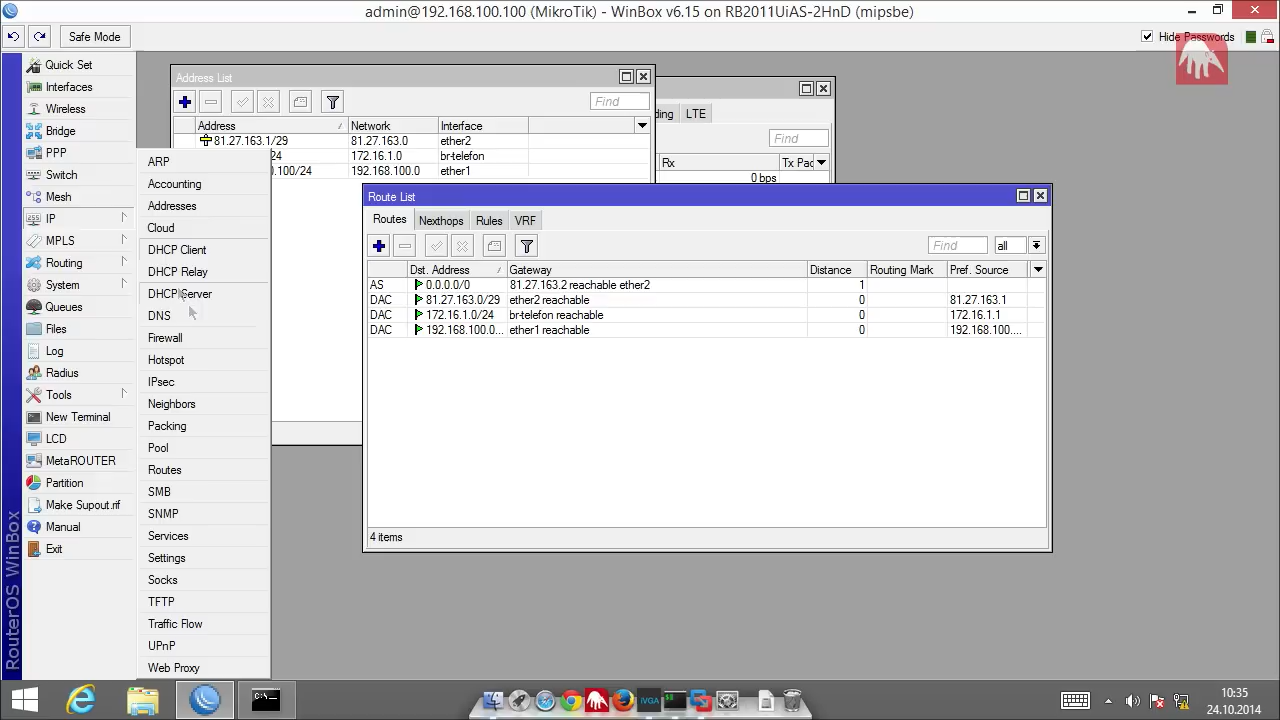 admin@192.168.100.100 (MikroTik) - WinBox v6.15 on RB2011UiAS-2HnD (mipsbe)
Safe Mode
Hide Passwords
RouterOS WinBox
Quick Set
Interfaces
Wireless
Bridge
PPP
Switch
Mesh
IP
MPLS
Routing
System
Queues
Files
Log
Radius
Tools
New Terminal
LCD
MetaROUTER
Partition
Make Supout.rif
Manual
Exit
ARP
Accounting
Addresses
Cloud
DHCP Client
DHCP Relay
DHCP Server
DNS
Firewall
Hotspot
IPsec
Neighbors
Packing
Pool
Routes
SMB
SNMP
Services
Settings
Socks
TFTP
Traffic Flow
UPnP
Web Proxy
Address List
Find
Address Network Interface
81.27.163.1/29 81.27.163.0 ether2
/24 172.16.1.0 br-telefon
0.100/24 192.168.100.0 ether1
ding LTE
Find
Rx Tx Pac
0 bps
Route List
Routes Nexthops Rules VRF
Find all
Dst. Address Gateway Distance Routing Mark Pref. Source
AS 0.0.0.0/0 81.27.163.2 reachable ether2 1
DAC 81.27.163.0/29 ether2 reachable 0 81.27.163.1
DAC 172.16.1.0/24 br-telefon reachable 0 172.16.1.1
DAC 192.168.100.0... ether1 reachable 0 192.168.100....
4 items
iVGA
10:35
24.10.2014